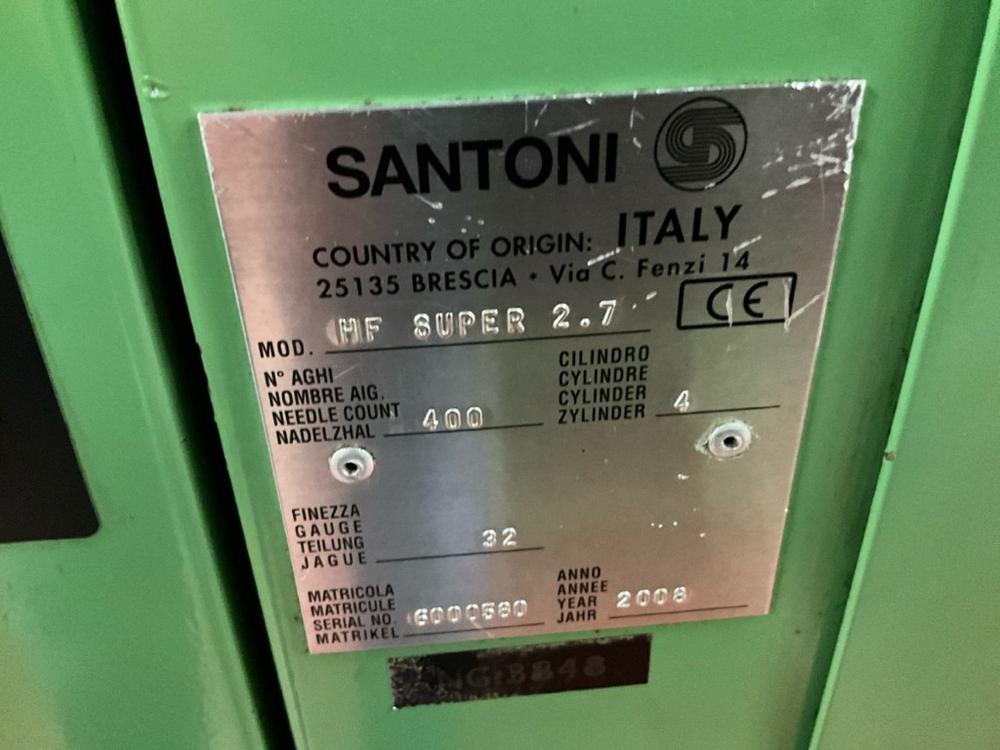 SANTONI
COUNTRY OF ORIGIN: ITALY
25135 BRESCIA • Via C. Fenzi 14
CE
MOD. HF SUPER 2.7
N° AGHI
NOMBRE AIG.
NEEDLE COUNT
NADELZHAL 400
CILINDRO
CYLINDRE
CYLINDER
ZYLINDER 4
FINEZZA
GAUGE
TEILUNG
JAGUE 32
MATRICOLA
MATRICULE
SERIAL NO. 6000580
MATRIKEL
ANNO
ANNEE
YEAR 2008
JAHR